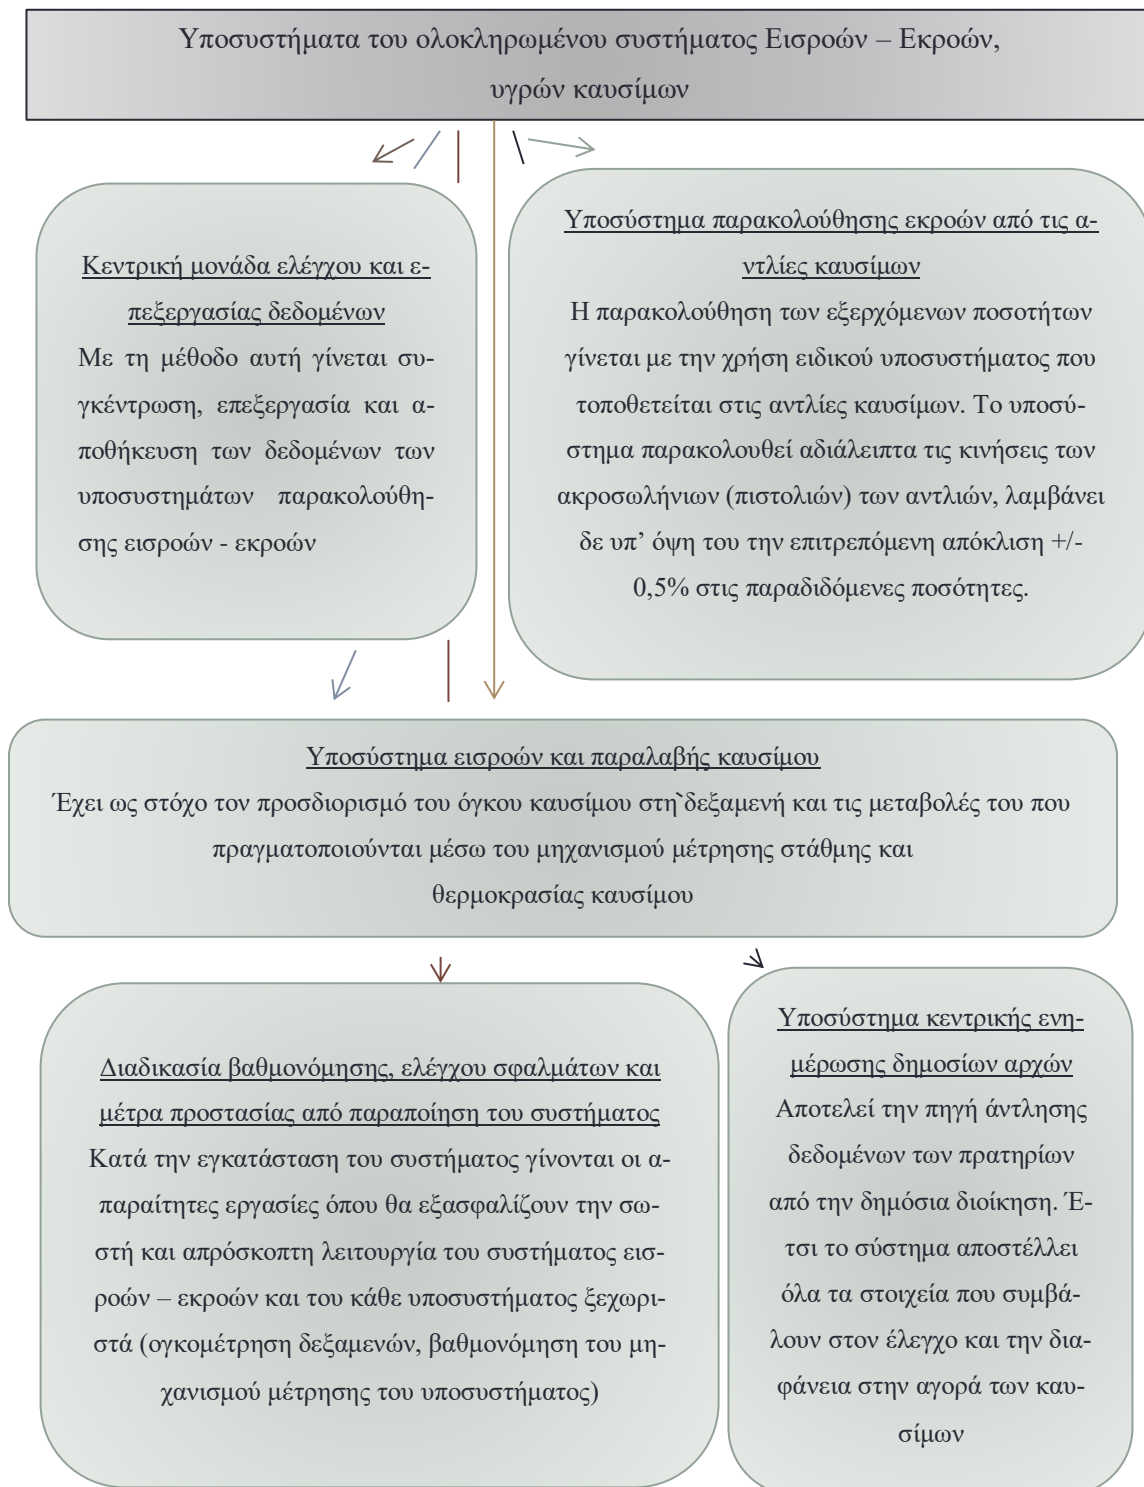 Υποσυστήματα του ολοκληρωμένου συστήματος Εισροών – Εκροών,
υγρών καυσίμων
Κεντρική μονάδα ελέγχου και ε-
πεξεργασίας δεδομένων
Με τη μέθοδο αυτή γίνεται συ-
γκέντρωση, επεξεργασία και α-
ποθήκευση των δεδομένων των
υποσυστημάτων παρακολούθη-
σης εισροών - εκροών
Υποσύστημα παρακολούθησης εκροών από τις α-
ντλίες καυσίμων
Η παρακολούθηση των εξερχόμενων ποσοτήτων
γίνεται με την χρήση ειδικού υποσυστήματος που
τοποθετείται στις αντλίες καυσίμων. Το υποσύ-
στημα παρακολουθεί αδιάλειπτα τις κινήσεις των
ακροσωλήνιων (πιστολιών) των αντλιών, λαμβάνει
δε υπ’ όψη του την επιτρεπόμενη απόκλιση +/-
0,5% στις παραδιδόμενες ποσότητες.
Υποσύστημα εισροών και παραλαβής καυσίμου
Έχει ως στόχο τον προσδιορισμό του όγκου καυσίμου στη`δεξαμενή και τις μεταβολές του που
πραγματοποιούνται μέσω του μηχανισμού μέτρησης στάθμης και
θερμοκρασίας καυσίμου
Διαδικασία βαθμονόμησης, ελέγχου σφαλμάτων και
μέτρα προστασίας από παραποίηση του συστήματος
Κατά την εγκατάσταση του συστήματος γίνονται οι α-
παραίτητες εργασίες όπου θα εξασφαλίζουν την σω-
στή και απρόσκοπτη λειτουργία του συστήματος εισ-
ροών – εκροών και του κάθε υποσυστήματος ξεχωρι-
στά (ογκομέτρηση δεξαμενών, βαθμονόμηση του μη-
χανισμού μέτρησης του υποσυστήματος)
Υποσύστημα κεντρικής ενη-
μέρωσης δημοσίων αρχών
Αποτελεί την πηγή άντλησης
δεδομένων των πρατηρίων
από την δημόσια διοίκηση. Έ-
τσι το σύστημα αποστέλλει
όλα τα στοιχεία που συμβά-
λουν στον έλεγχο και την δια-
φάνεια στην αγορά των καυ-
σίμων